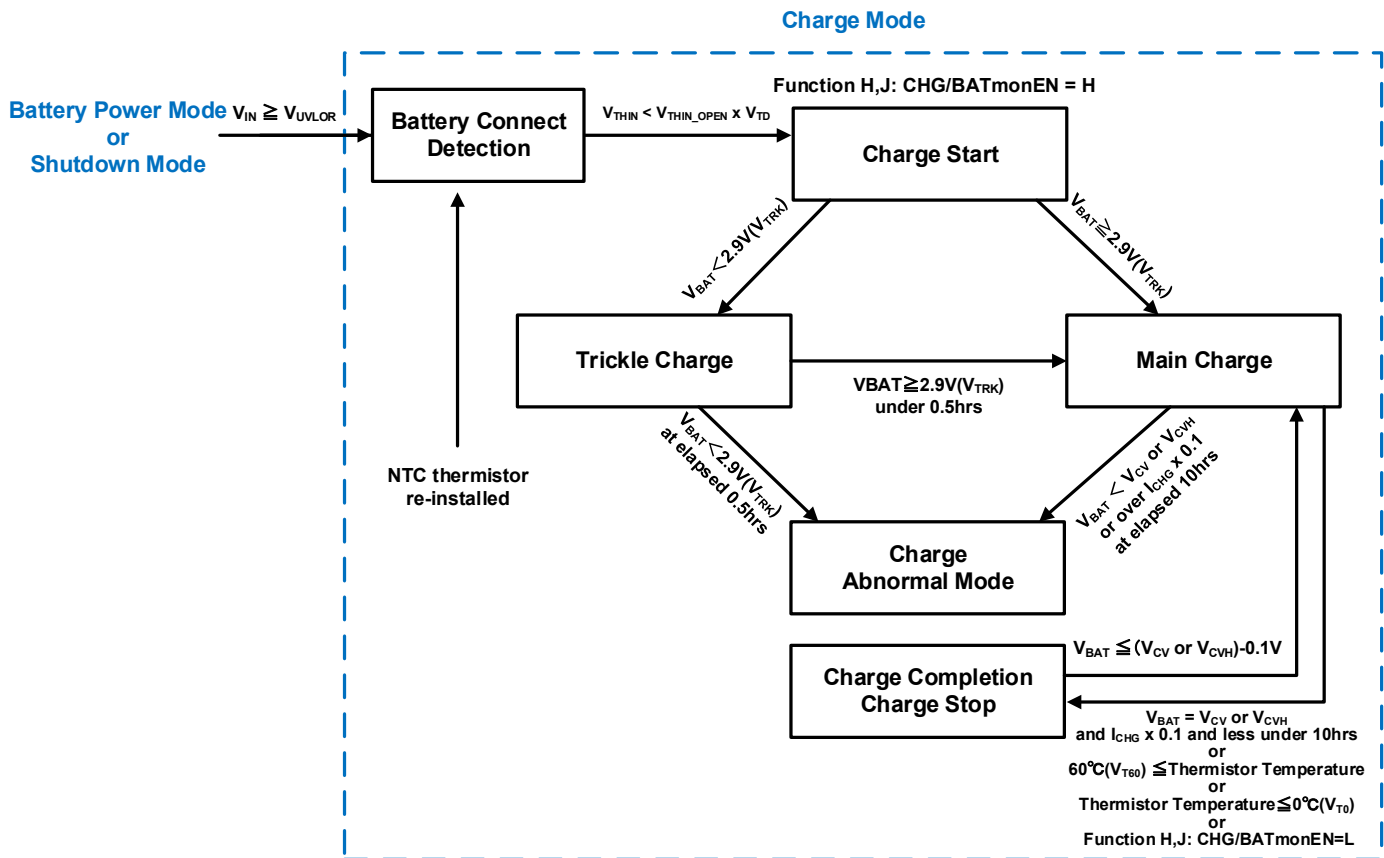 Charge Mode
Battery Power Mode
or
Shutdown Mode
V_IN ≧ V_UVLOR
Battery Connect
Detection
V_THIN < V_THIN_OPEN x V_TD
Function H,J: CHG/BATmonEN = H
Charge Start
V_BAT＜2.9V(V_TRK)
V_BAT≧2.9V(V_TRK)
Trickle Charge
VBAT≧2.9V(V_TRK)
under 0.5hrs
Main Charge
NTC thermistor
re-installed
V_BAT＜2.9V(V_TRK)
at elapsed 0.5hrs
V_BAT < V_CV or V_CVH
or over I_CHG x 0.1
at elapsed 10hrs
Charge
Abnormal Mode
Charge Completion
Charge Stop
V_BAT ≦ (V_CV or V_CVH)-0.1V
V_BAT = V_CV or V_CVH
and I_CHG x 0.1 and less under 10hrs
or
60℃(V_T60) ≦Thermistor Temperature
or
Thermistor Temperature≦0℃(V_T0)
or
Function H,J: CHG/BATmonEN=L